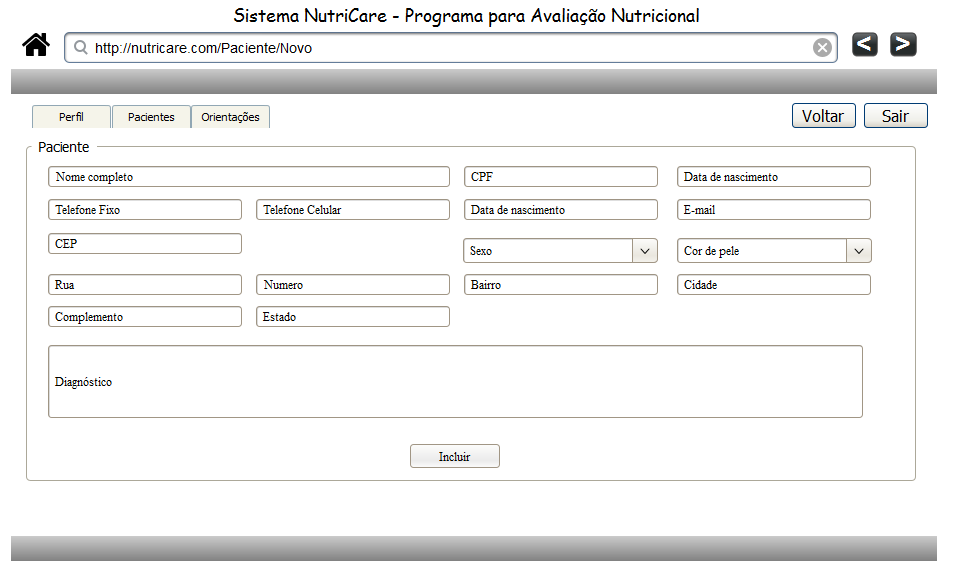 Sistema NutriCare - Programa para Avaliação Nutricional
http://nutricare.com/Paciente/Novo
< >
Perfil Pacientes Orientações Voltar Sair
Paciente
Nome completo CPF Data de nascimento
Telefone Fixo Telefone Celular Data de nascimento E-mail
CEP Sexo Cor de pele
Rua Numero Bairro Cidade
Complemento Estado
Diagnóstico
Incluir